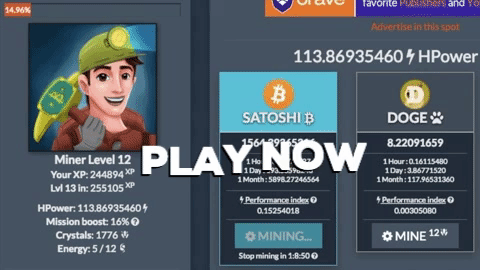 14.96%
brave
favorite Publishers and Yo
Advertise in this spot
113.86935460 HPower
Miner Level 12
Your XP: 244894 XP
Lvl 13 in: 255105 XP
HPower: 113.86935460
Mission boost: 16%
Crystals: 1776
Energy: 5 / 12
SATOSHI
1 Month : 5898.27246564
Performance index
0.15254018
MINING...
Stop mining in 1:8:50
DOGE
8.22091659
1 Hour : 0.16115480
1 Day : 3.86771520
1 Month : 117.96531360
Performance index
0.00305080
MINE 12
PLAY NOW